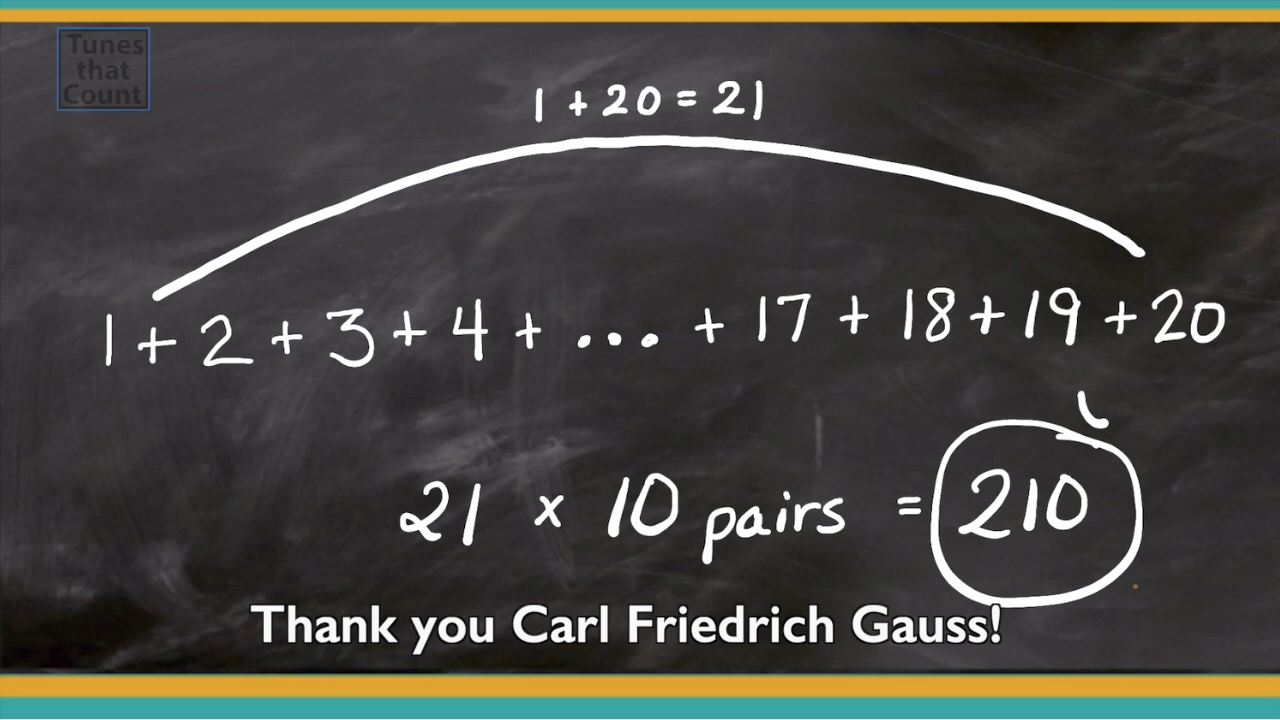 Tunes
that
Count
1 + 20 = 21
1 + 2 + 3 + 4 + ... + 17 + 18 + 19 + 20
21 x 10 pairs = 210
Thank you Carl Friedrich Gauss!